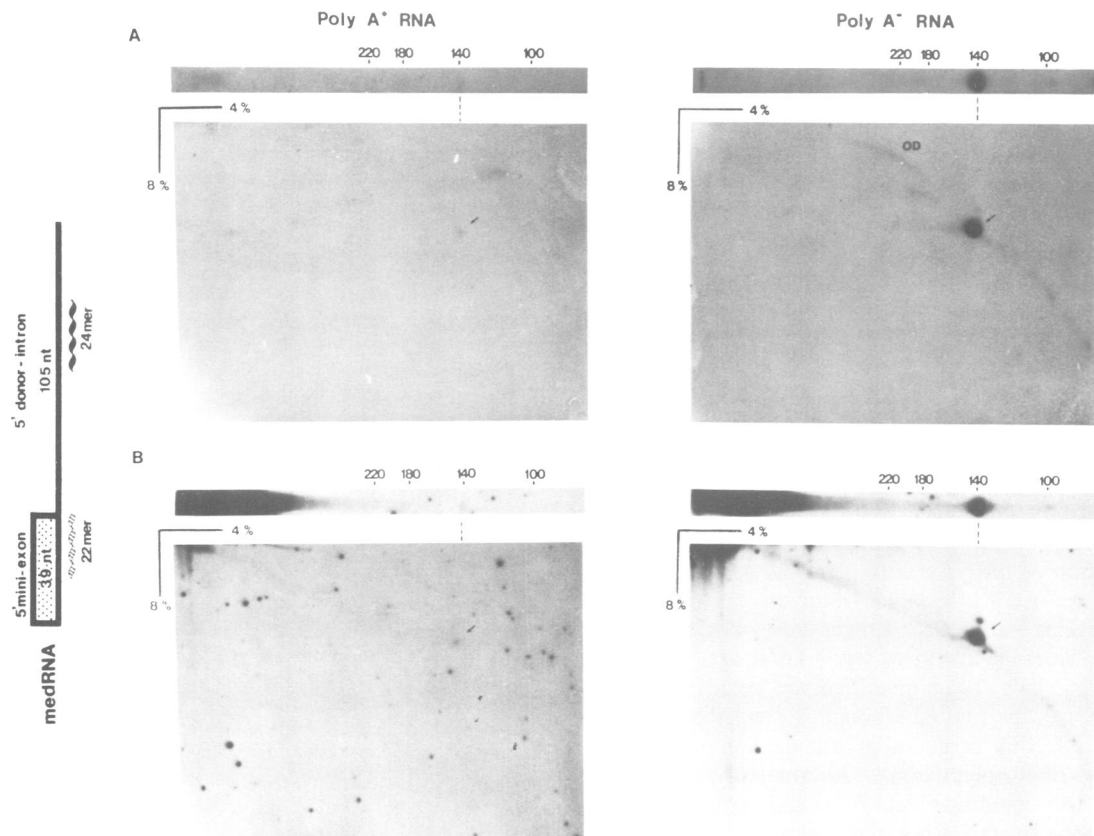 Poly A⁺ RNA
Poly A⁻ RNA
A
220 180 140 100
220 180 140 100
4 %
4 %
8 %
8 %
OD
B
220 180 140 100
220 180 140 100
4 %
4 %
8 %
8 %
5' donor-intron
105 nt
24 mer
5' mini-exon
39 nt
22 mer
medRNA